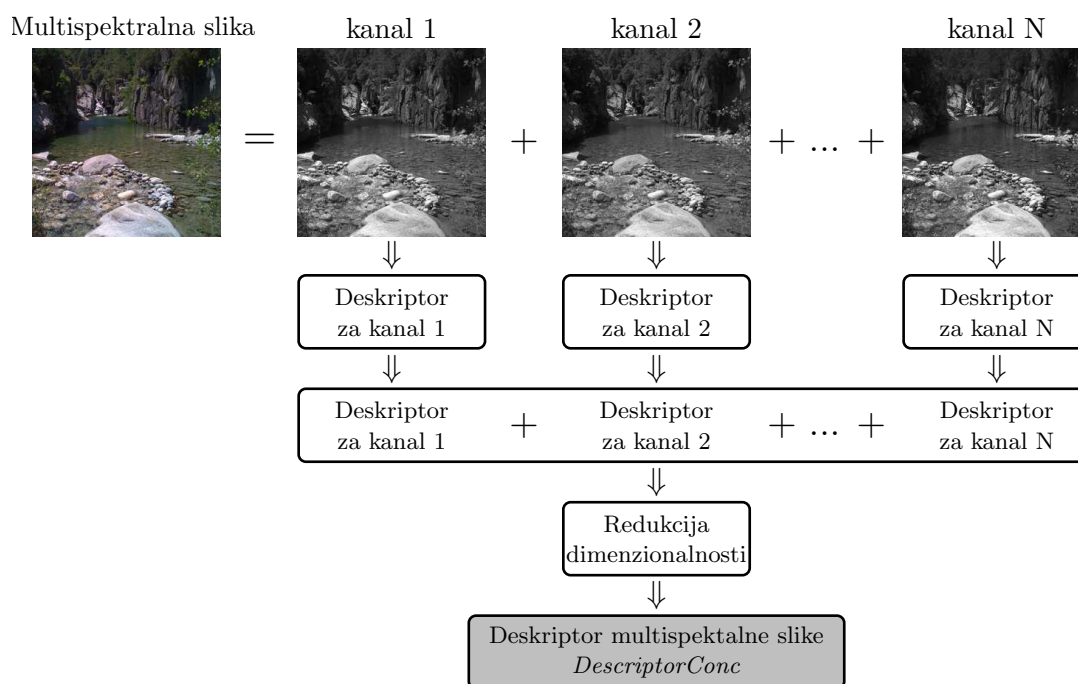 Multispektralna slika
kanal 1
kanal 2
kanal N
= + + ... +
Deskriptor
za kanal 1
Deskriptor
za kanal 2
Deskriptor
za kanal N
Deskriptor
za kanal 1
+
Deskriptor
za kanal 2
+ ... +
Deskriptor
za kanal N
Redukcija
dimenzionalnosti
Deskriptor multispektalne slike
DescriptorConc